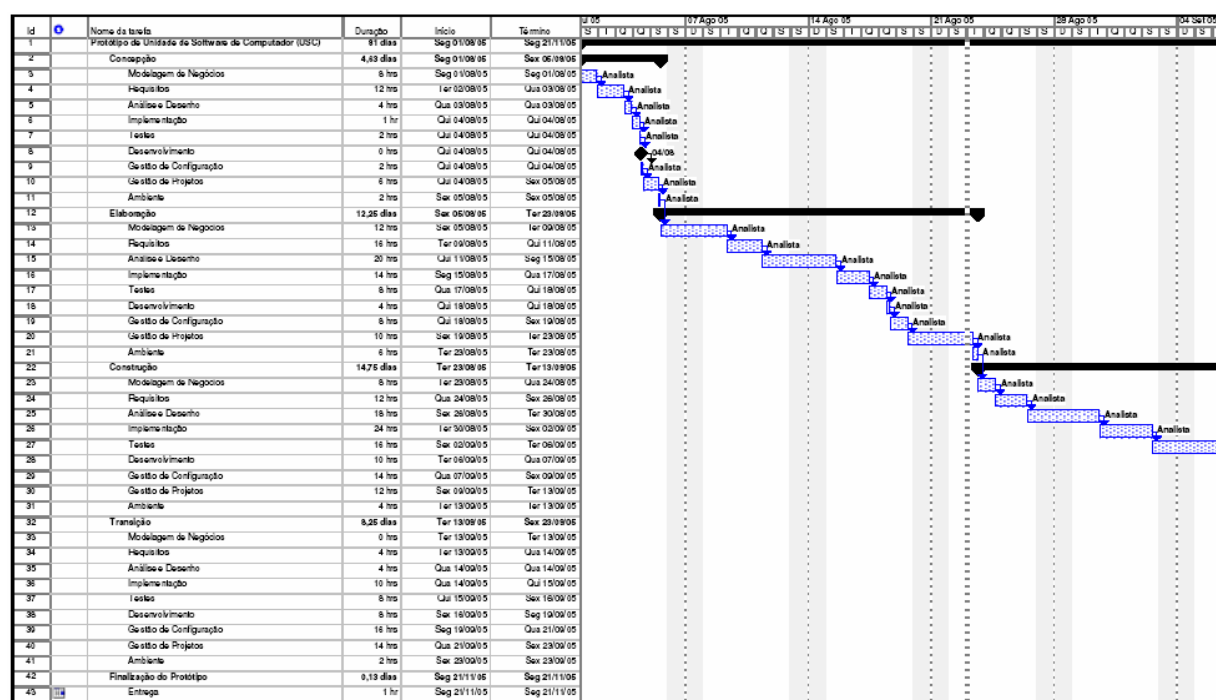 u 05 07 Ago 05 14 Ago 05 21 Ago 05 28 Ago 05 04 Set 05
Id Nome da tarefa Duração Início Término
1 Protótipo de Unidade de Software de Computador (USC) 81 dias Seg 01/08/05 Seg 21/11/05
2 Concepção 4,63 dias Seg 01/08/05 Sex 05/08/05
3 Modelagem de Negócios 8 hrs Seg 01/08/05 Seg 01/08/05 Analista
4 Requisitos 12 hrs Ter 02/08/05 Qua 03/08/05 Analista
5 Análise e Desenho 4 hrs Qua 03/08/05 Qua 03/08/05 Analista
6 Implementação 1 hr Qui 04/08/05 Qui 04/08/05 Analista
7 Testes 2 hrs Qui 04/08/05 Qui 04/08/05 Analista
8 Desenvolvimento 0 hrs Qui 04/08/05 Qui 04/08/05 04/08
9 Gestão de Configuração 2 hrs Qui 04/08/05 Qui 04/08/05 Analista
10 Gestão de Projetos 6 hrs Qui 04/08/05 Sex 05/08/05 Analista
11 Ambiente 2 hrs Sex 05/08/05 Sex 05/08/05 Analista
12 Elaboração 12,25 dias Sex 05/08/05 Ter 23/08/05
13 Modelagem de Negócios 12 hrs Sex 05/08/05 Ter 09/08/05 Analista
14 Requisitos 16 hrs Ter 09/08/05 Qui 11/08/05 Analista
15 Análise e Desenho 20 hrs Qui 11/08/05 Seg 15/08/05 Analista
16 Implementação 14 hrs Seg 15/08/05 Qua 17/08/05 Analista
17 Testes 8 hrs Qua 17/08/05 Qui 18/08/05 Analista
18 Desenvolvimento 4 hrs Qui 18/08/05 Qui 18/08/05 Analista
19 Gestão de Configuração 8 hrs Qui 18/08/05 Sex 19/08/05 Analista
20 Gestão de Projetos 10 hrs Sex 19/08/05 Ter 23/08/05 Analista
21 Ambiente 6 hrs Ter 23/08/05 Ter 23/08/05 Analista
22 Construção 14,75 dias Ter 23/08/05 Ter 13/09/05
23 Modelagem de Negócios 8 hrs Ter 23/08/05 Qua 24/08/05 Analista
24 Requisitos 12 hrs Qua 24/08/05 Sex 26/08/05 Analista
25 Análise e Desenho 18 hrs Sex 26/08/05 Ter 30/08/05 Analista
26 Implementação 24 hrs Ter 30/08/05 Sex 02/09/05 Analista
27 Testes 16 hrs Sex 02/09/05 Ter 06/09/05
28 Desenvolvimento 10 hrs Ter 06/09/05 Qua 07/09/05
29 Gestão de Configuração 14 hrs Qua 07/09/05 Sex 09/09/05
30 Gestão de Projetos 12 hrs Sex 09/09/05 Ter 13/09/05
31 Ambiente 4 hrs Ter 13/09/05 Ter 13/09/05
32 Transição 8,25 dias Ter 13/09/05 Sex 23/09/05
33 Modelagem de Negócios 0 hrs Ter 13/09/05 Ter 13/09/05
34 Requisitos 4 hrs Ter 13/09/05 Qua 14/09/05
35 Análise e Desenho 4 hrs Qua 14/09/05 Qua 14/09/05
36 Implementação 10 hrs Qua 14/09/05 Qui 15/09/05
37 Testes 8 hrs Qui 15/09/05 Sex 16/09/05
38 Desenvolvimento 8 hrs Sex 16/09/05 Seg 19/09/05
39 Gestão de Configuração 16 hrs Seg 19/09/05 Qua 21/09/05
40 Gestão de Projetos 14 hrs Qua 21/09/05 Sex 23/09/05
41 Ambiente 2 hrs Sex 23/09/05 Sex 23/09/05
42 Finalização do Protótipo 0,13 dias Seg 21/11/05 Seg 21/11/05
43 Entrega 1 hr Seg 21/11/05 Seg 21/11/05